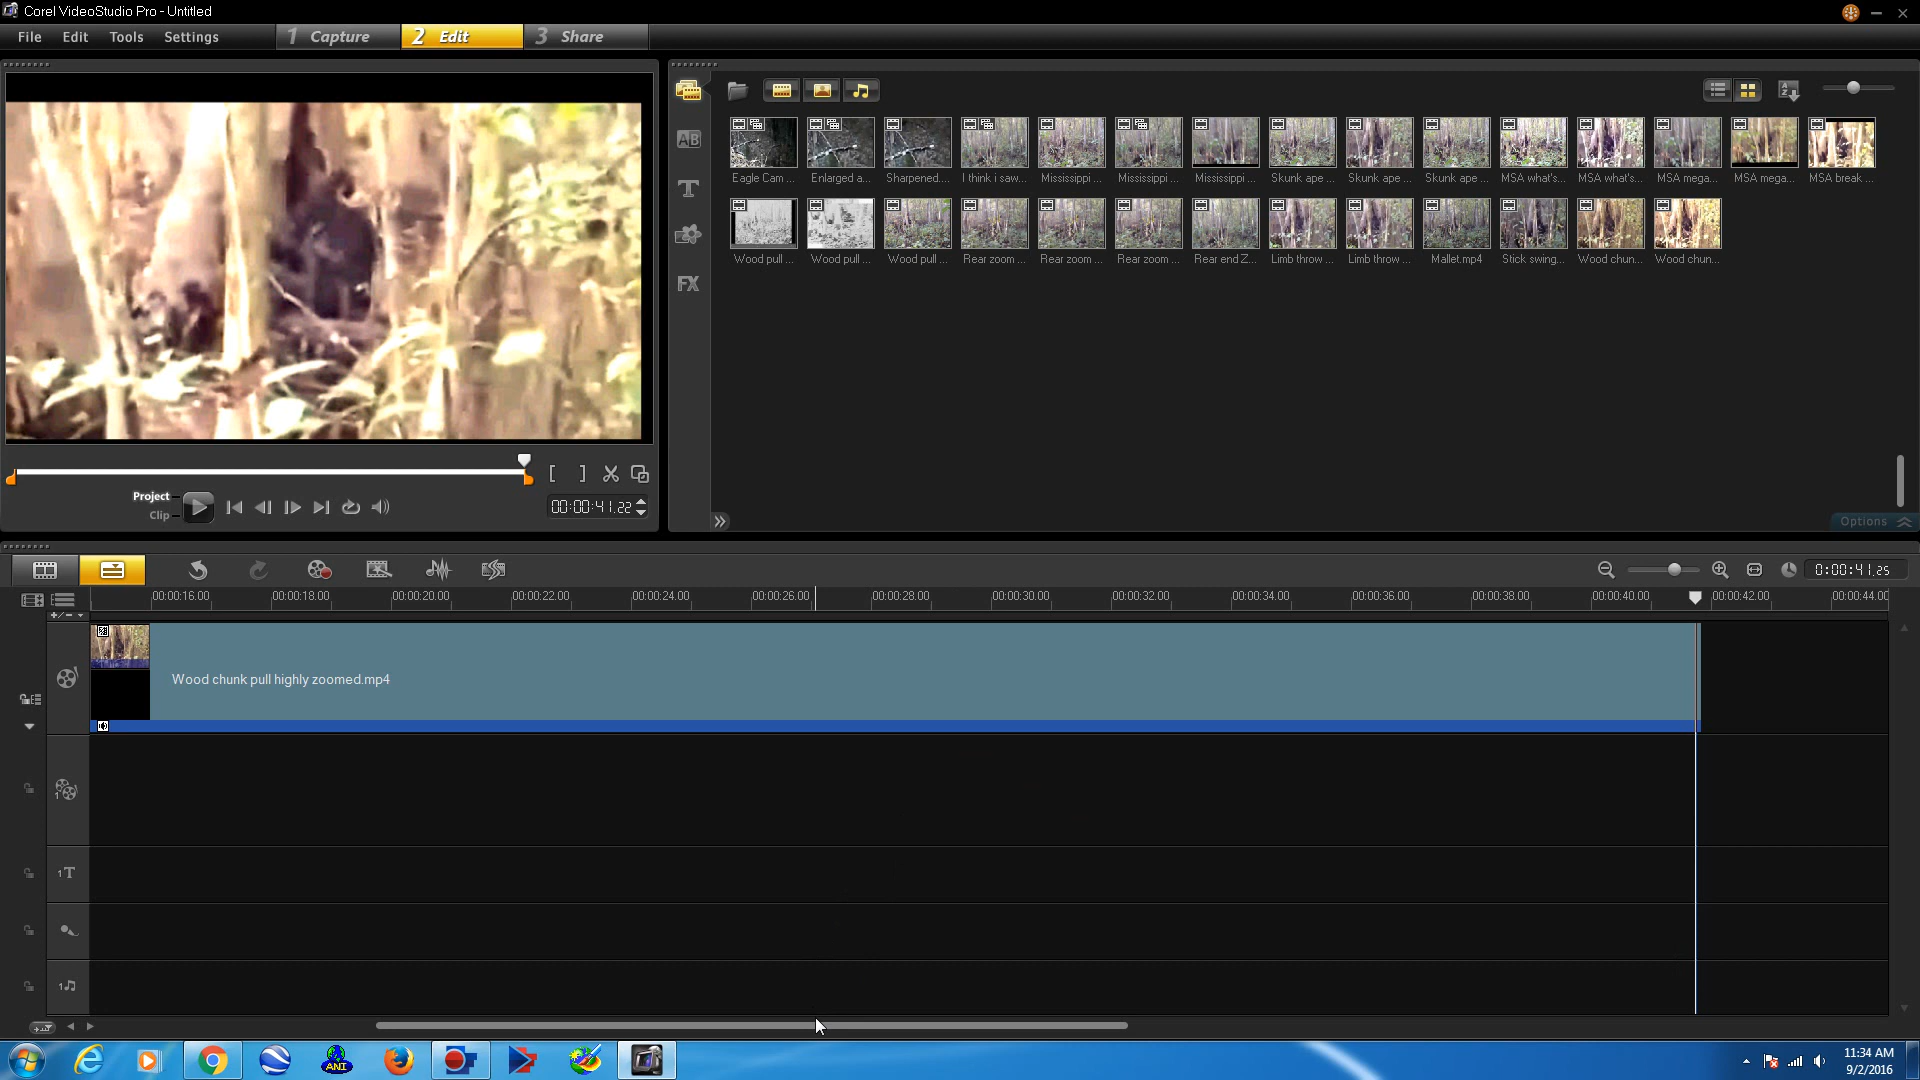 Corel VideoStudio Pro - Untitled
File Edit Tools Settings 1 Capture 2 Edit 3 Share
Eagle Cam ... Enlarged a... Sharpened.... I think i saw... Mississippi ... Mississippi ... Mississippi ... Skunk ape ... Skunk ape ... Skunk ape ... MSA what's... MSA what's... MSA mega... MSA mega... MSA break ...
Wood pull ... Wood pull ... Wood pull ... Rear zoom ... Rear zoom ... Rear zoom ... Rear end Z... Limb throw ... Limb throw ... Mallet.mp4 Stick swing... Wood chun... Wood chun...
AB
T
FX
Project
Clip
00:00:41.22
Options
0:00:41.25
00:00:16.00 00:00:18.00 00:00:20.00 00:00:22.00 00:00:24.00 00:00:26.00 00:00:28.00 00:00:30.00 00:00:32.00 00:00:34.00 00:00:36.00 00:00:38.00 00:00:40.00 00:00:42.00 00:00:44.00
Wood chunk pull highly zoomed.mp4
1
1T
1
ANI
11:34 AM
9/2/2016